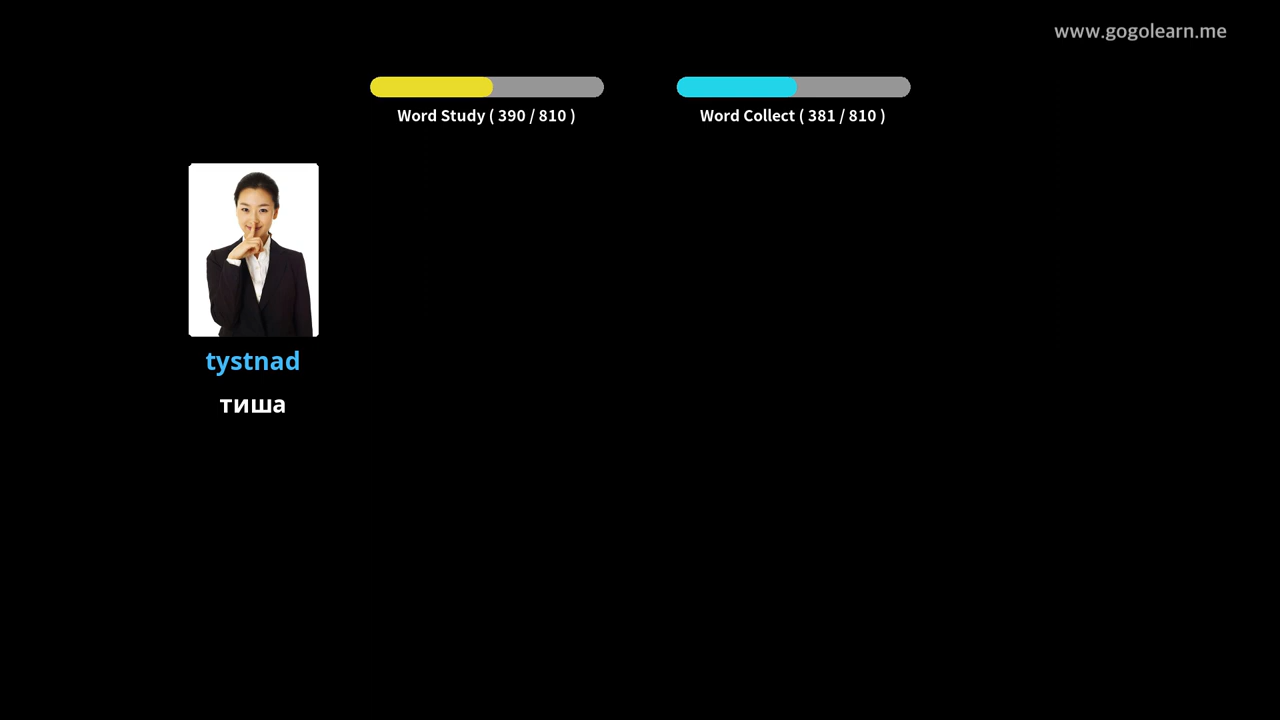 www.gogolearn.me
Word Study ( 390 / 810 )
Word Collect ( 381 / 810 )
tystnad
тиша